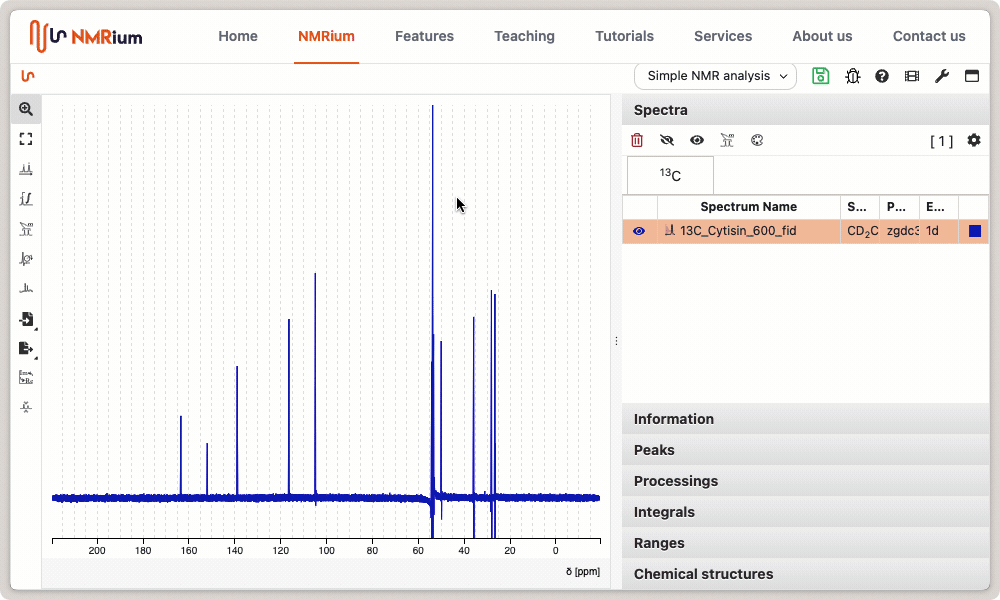 NMRium
Home NMRium Features Teaching Tutorials Services About us Contact us
Simple NMR analysis
Spectra
[ 1 ]
13C
Spectrum Name S... P... E...
13C_Cytisin_600_fid CD2C zgdc3 1d
Information
Peaks
Processings
Integrals
Ranges
Chemical structures
200 180 160 140 120 100 80 60 40 20 0
δ [ppm]